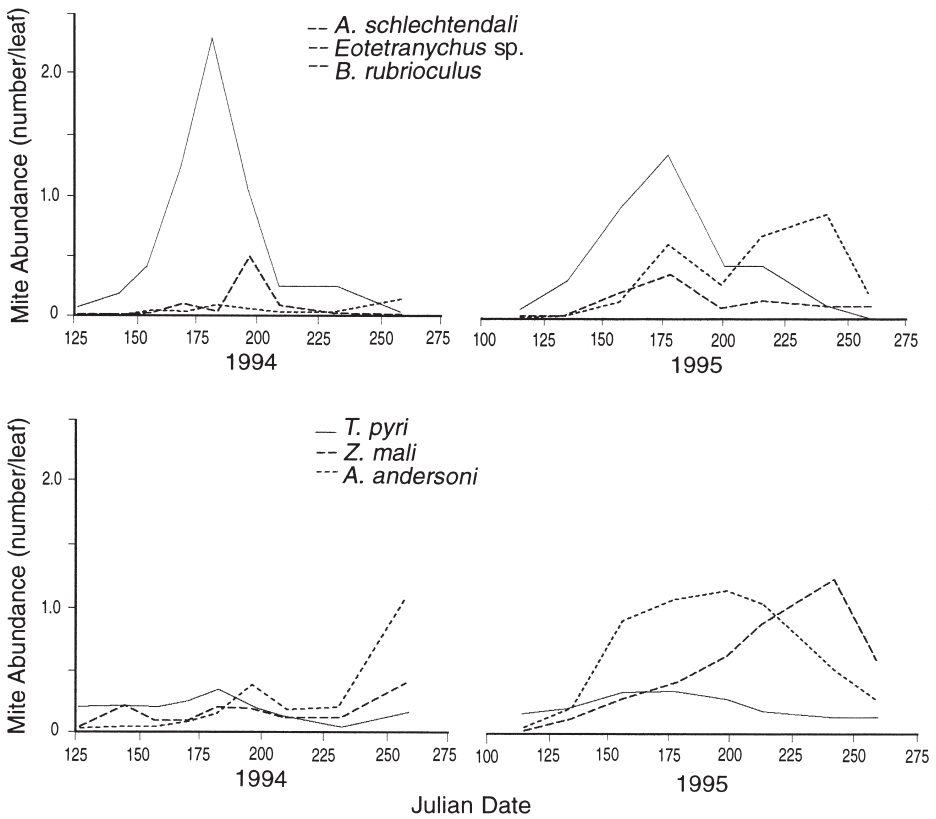 A. schlechtendali
Eotetranychus sp.
B. rubrioculus
Mite Abundance (number/leaf)
2.0
1.0
0
125 150 175 200 225 250 275
1994
100 125 150 175 200 225 250 275
1995
T. pyri
Z. mali
A. andersoni
Mite Abundance (number/leaf)
2.0
1.0
0
125 150 175 200 225 250 275
1994
100 125 150 175 200 225 250 275
1995
Julian Date